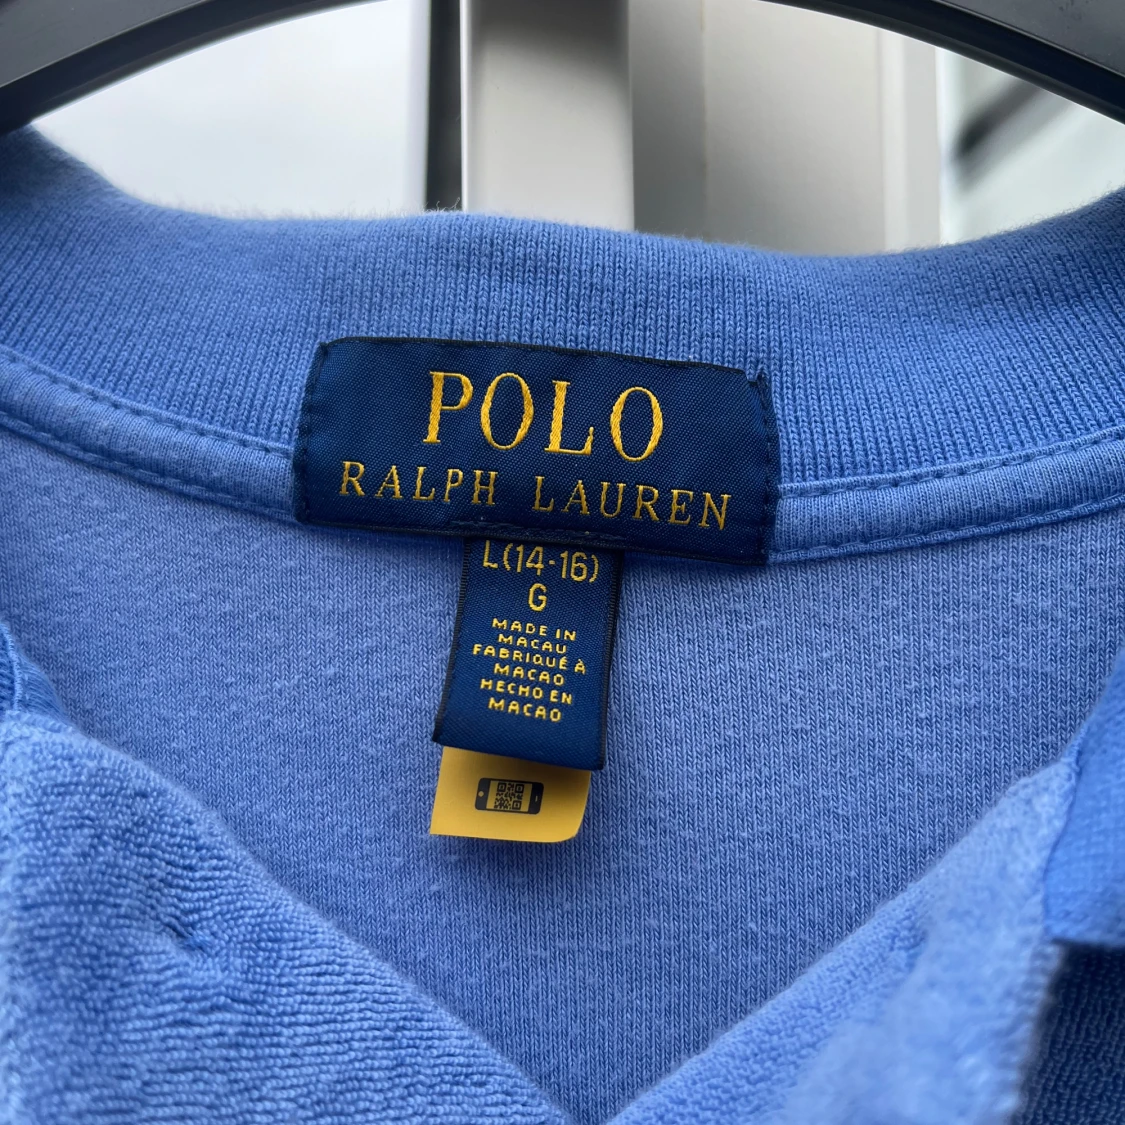 POLO
RALPH LAUREN
L(14-16)
G
MADE IN
MACAU
FABRIQUÉ À
MACAO
HECHO EN
MACAO